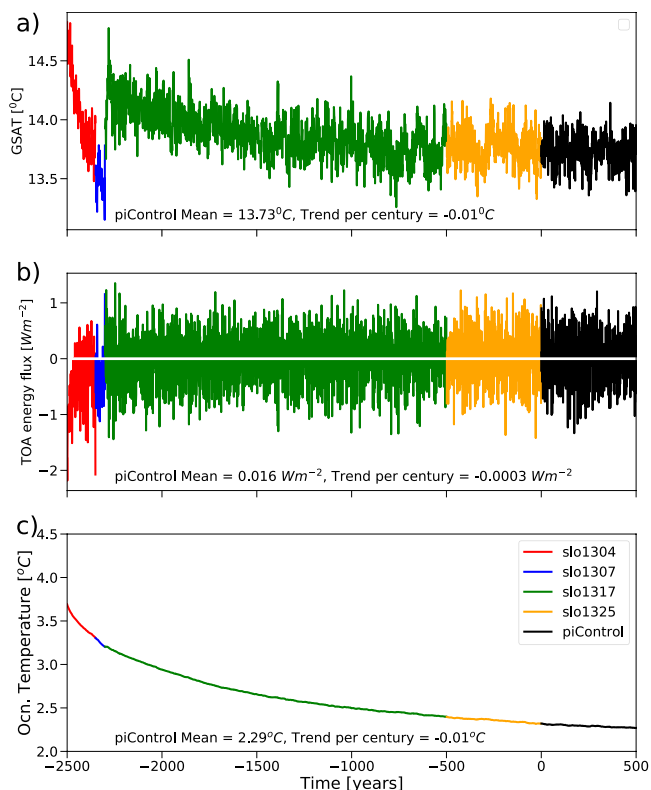 a)
GSAT [⁰C]
14.5
14.0
13.5
piControl Mean = 13.73⁰C, Trend per century = -0.01⁰C
b)
TOA energy flux [Wm⁻²]
1
0
−1
−2
piControl Mean = 0.016 Wm⁻², Trend per century = -0.0003 Wm⁻²
c)
Ocn. Temperature [°C]
4.5
4.0
3.5
3.0
2.5
2.0
slo1304
slo1307
slo1317
slo1325
piControl
piControl Mean = 2.29°C, Trend per century = -0.01°C
−2500 −2000 −1500 −1000 −500 0 500
Time [years]